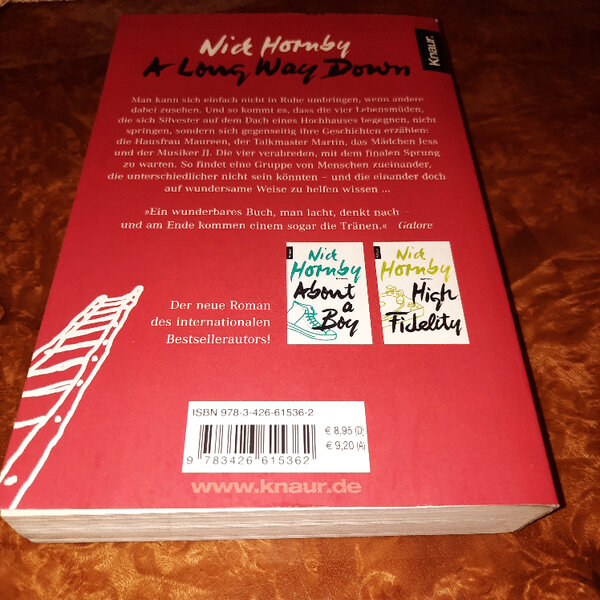 Nick Hornby
Knaur.
A Long Way Down
Man kann sich einfach nicht in Ruhe umbringen, wenn andere
dabei zusehen. Und so kommt es, dass die vier Lebensmüden,
die sich Silvester auf dem Dach eines Hochhauses begegnen, nicht
springen, sondern sich gegenseitig ihre Geschichten erzählen:
die Hausfrau Maureen, der Talkmaster Martin, das Mädchen Jess
und der Musiker JJ. Die vier verabreden, mit dem finalen Sprung
zu warten. So findet eine Gruppe von Menschen zueinander,
die unterschiedlicher nicht sein könnten – und die einander doch
auf wundersame Weise zu helfen wissen ...
»Ein wunderbares Buch, man lacht, denkt nach –
und am Ende kommen einem sogar die Tränen.« Galore
Nick
Hornby
About
a
Boy
Nick
Hornby
High
Fidelity
Der neue Roman
des internationalen
Bestsellerautors!
ISBN 978-3-426-61536-2
€ 8,95 (D)
€ 9,20 (A)
9 783426 615362
www.knaur.de